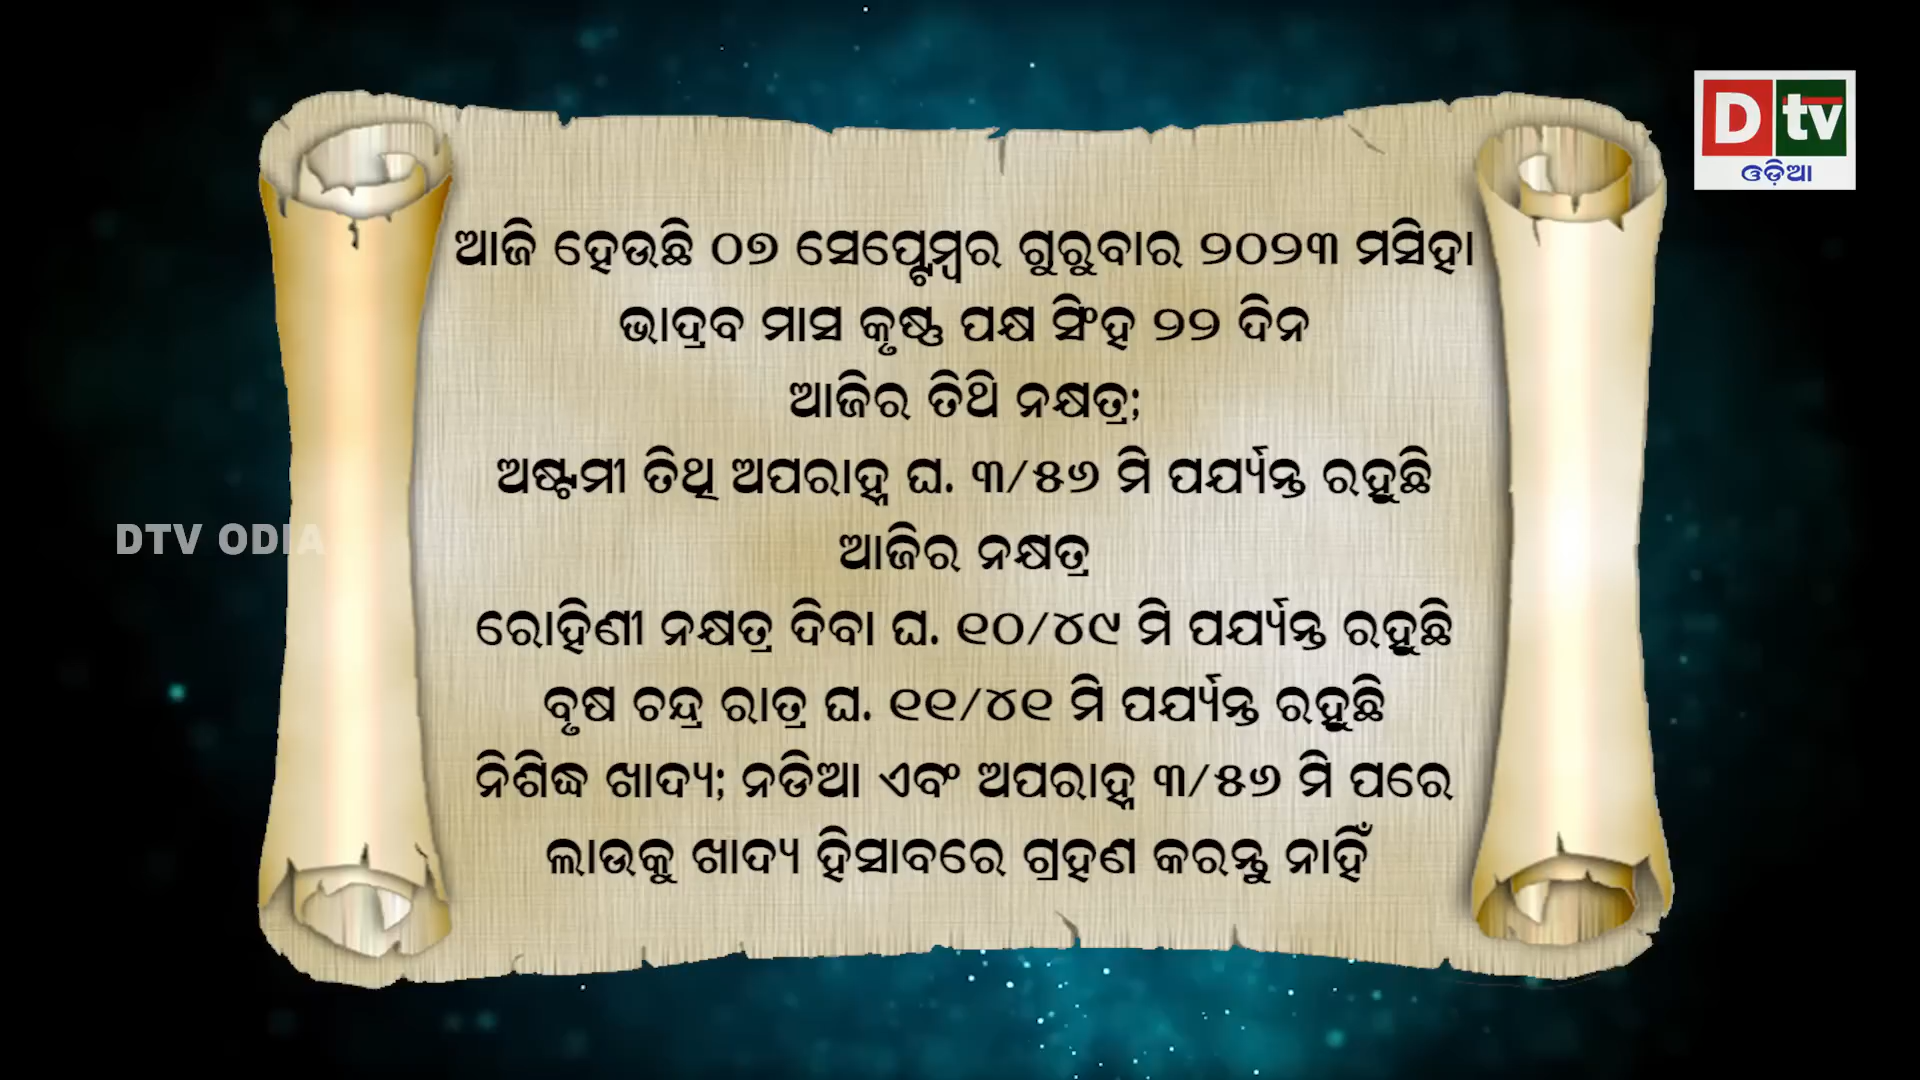 D tv
ଓଡ଼ିଆ
ଆଜି ହେଉଛି ୦୭ ସେପ୍ଟେମ୍ବର ଗୁରୁବାର ୨୦୨୩ ମସିହା
ଭାଦ୍ରବ ମାସ କୃଷ୍ଣ ପକ୍ଷ ସିଂହ ୨୨ ଦିନ
ଆଜିର ତିଥି ନକ୍ଷତ୍ର;
ଅଷ୍ଟମୀ ତିଥି ଅପରାହ୍ନ ଘ. ୩/୫୬ ମି ପର୍ଯ୍ୟନ୍ତ ରହୁଛି
DTV ODIA
ଆଜିର ନକ୍ଷତ୍ର
ରୋହିଣୀ ନକ୍ଷତ୍ର ଦିବା ଘ. ୧୦/୪୯ ମି ପର୍ଯ୍ୟନ୍ତ ରହୁଛି
ବୃଷ ଚନ୍ଦ୍ର ରାତ୍ର ଘ. ୧୧/୪୧ ମି ପର୍ଯ୍ୟନ୍ତ ରହୁଛି
ନିଶିଦ୍ଧ ଖାଦ୍ୟ; ନଡିଆ ଏବଂ ଅପରାହ୍ନ ୩/୫୬ ମି ପରେ
ଲାଉକୁ ଖାଦ୍ୟ ହିସାବରେ ଗ୍ରହଣ କରନ୍ତୁ ନାହିଁ